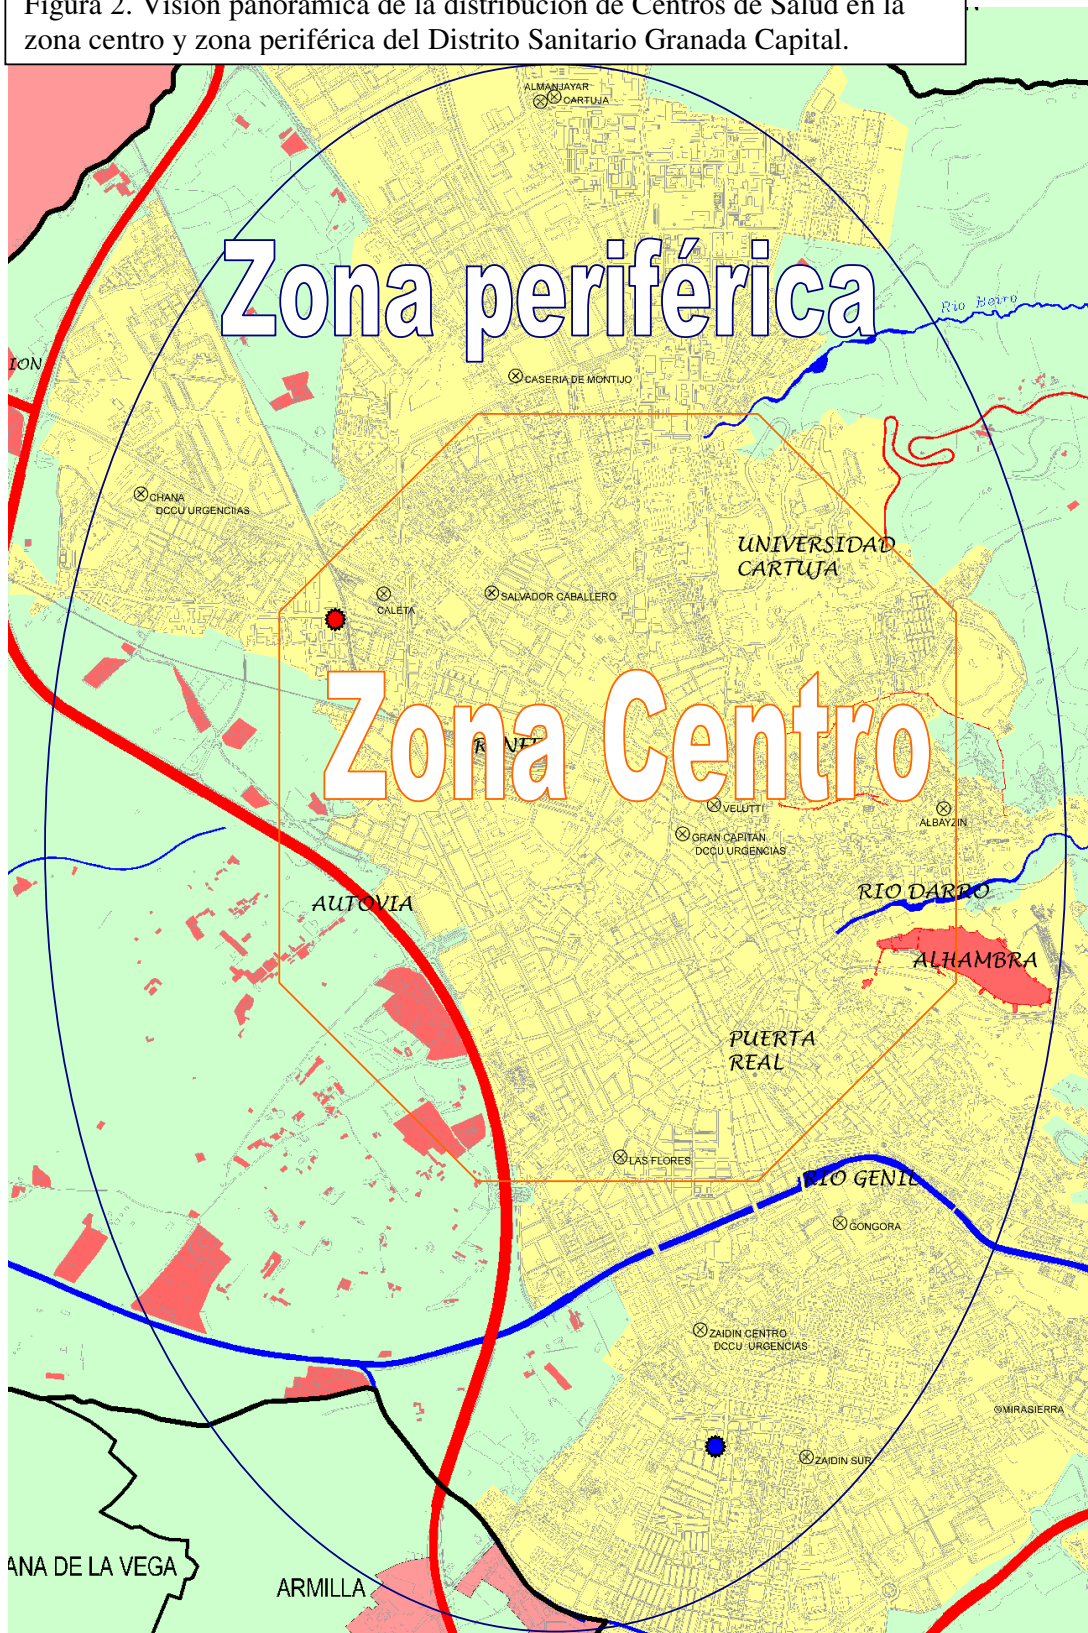 Figura 2. Visión panorámica de la distribución de Centros de Salud en la
zona centro y zona periférica del Distrito Sanitario Granada Capital.
ALMANJAYAR
CARTUJA
Zona periférica
Rio Beiro
ION
CASERIA DE MONTIJO
CHANA
DCCU URGENCIIAS
UNIVERSIDAD
CARTUJA
CALETA
SALVADOR CABALLERO
Zona Centro
VELUTTI
ALBAYZIN
GRAN CAPITAN
DCCU URGENCIAS
RIO DARRO
AUTOVIA
ALHAMBRA
PUERTA
REAL
LAS FLORES
RIO GENIL
GONGORA
ZAIDIN CENTRO
DCCU URGENCIAS
MIRASIERRA
ZAIDIN SUR
ANA DE LA VEGA
ARMILLA